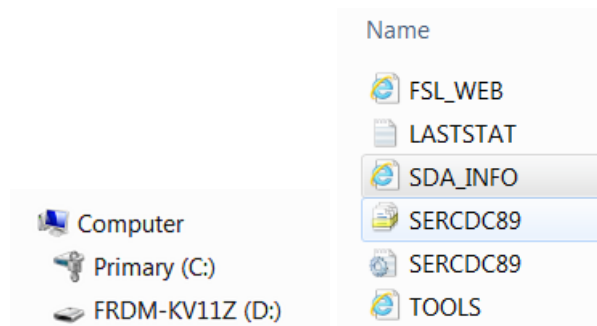 Computer
Primary (C:)
FRDM-KV11Z (D:)
Name
FSL_WEB
LASTSTAT
SDA_INFO
SERCDC89
SERCDC89
TOOLS